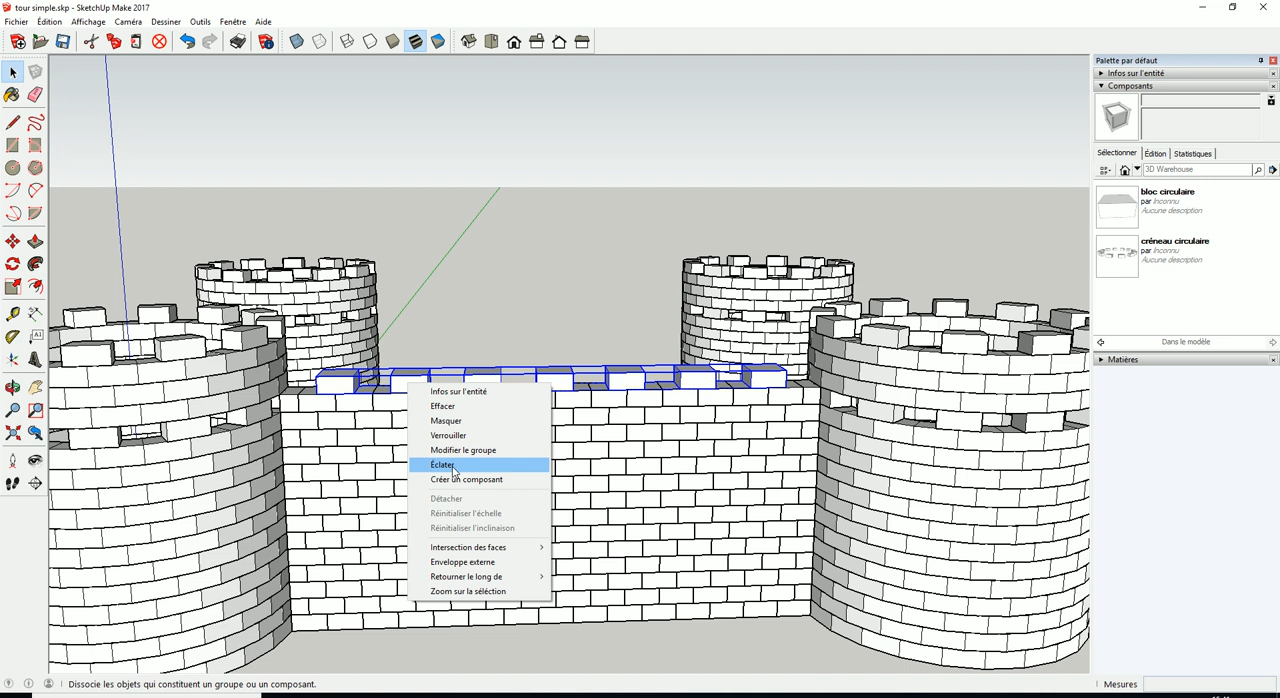 tour simple.skp - SketchUp Make 2017
Fichier Édition Affichage Caméra Dessiner Outils Fenêtre Aide
Palette par défaut
Infos sur l'entité
Composants
Sélectionner Édition Statistiques
3D Warehouse
bloc circulaire
par Inconnu
Aucune description
créneau circulaire
par Inconnu
Aucune description
Dans le modèle
Matières
Infos sur l'entité
Effacer
Masquer
Verrouiller
Modifier le groupe
Éclater
Créer un composant
Détacher
Réinitialiser l'échelle
Réinitialiser l'inclinaison
Intersection des faces
Enveloppe externe
Retourner le long de
Zoom sur la séléction
Dissocie les objets qui constituent un groupe ou un composant.
Mesures